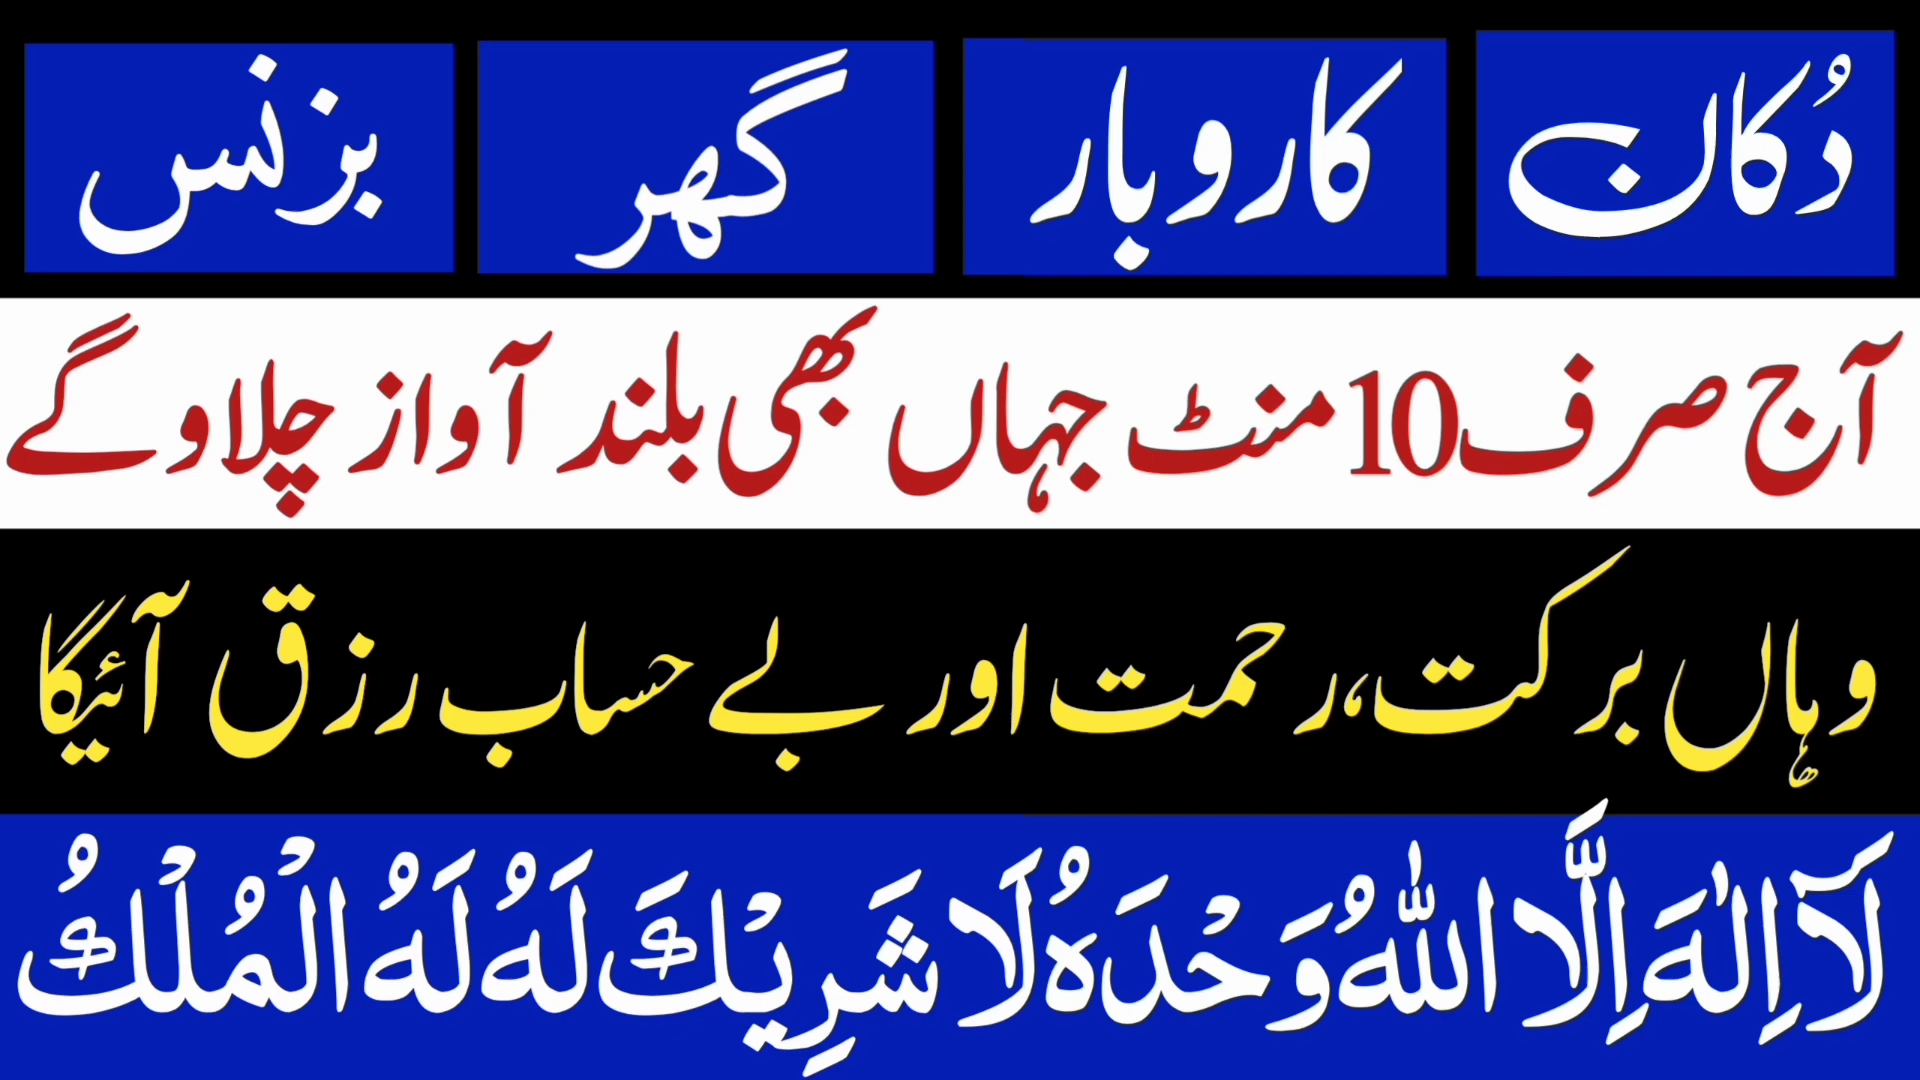 دُکان کاروبار گھر بزنس
آج صرف 10 منٹ جہاں بھی بلند آواز چلاوگے
وہاں برکت، رحمت اور بے حساب رزق آئیگا
لَآ اِلٰهَ اِلَّا اللّٰهُ وَحْدَهُ لَا شَرِيْكَ لَهُ لَهُ الْمُلْكُ